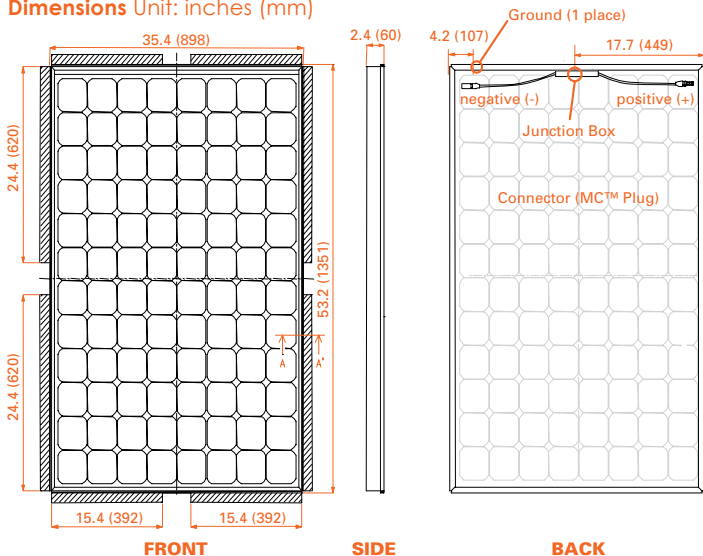 Dimensions Unit: inches (mm)
35.4 (898)
2.4 (60)
4.2 (107)
Ground (1 place)
17.7 (449)
24.4 (620)
24.4 (620)
53.2 (1351)
A
A'
15.4 (392)
15.4 (392)
negative (-)
positive (+)
Junction Box
Connector (MC™ Plug)
FRONT
SIDE
BACK